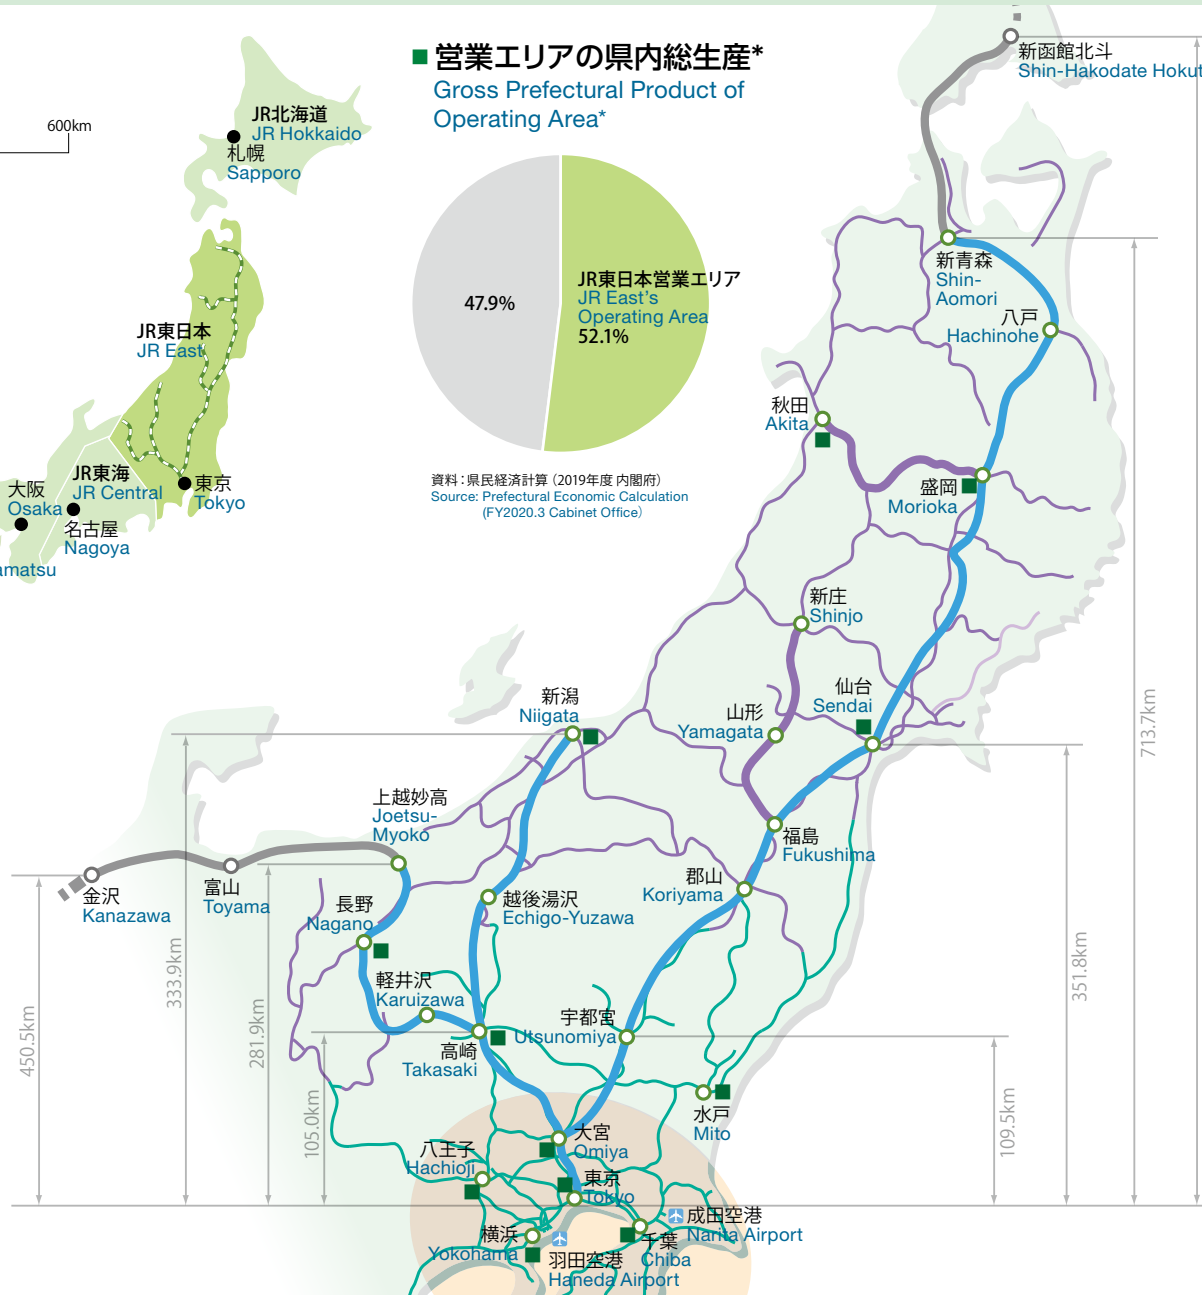 600km
JR北海道
JR Hokkaido
札幌
Sapporo
JR東日本
JR East
JR東海
JR Central
大阪
Osaka
名古屋
Nagoya
東京
Tokyo
amatsu
■ 営業エリアの県内総生産*
Gross Prefectural Product of
Operating Area*
47.9%
JR東日本営業エリア
JR East's
Operating Area
52.1%
資料：県民経済計算（2019年度 内閣府）
Source: Prefectural Economic Calculation
(FY2020.3 Cabinet Office）
新函館北斗
Shin-Hakodate Hokut
新青森
Shin-
Aomori
八戸
Hachinohe
秋田
Akita
盛岡
Morioka
新庄
Shinjo
仙台
Sendai
山形
Yamagata
新潟
Niigata
福島
Fukushima
上越妙高
Joetsu-
Myoko
金沢
Kanazawa
富山
Toyama
長野
Nagano
越後湯沢
Echigo-Yuzawa
郡山
Koriyama
軽井沢
Karuizawa
高崎
Takasaki
宇都宮
Utsunomiya
水戸
Mito
大宮
Omiya
八王子
Hachioji
東京
Tokyo
横浜
Yokohama
羽田空港
Haneda Airport
千葉
Chiba
成田空港
Narita Airport
450.5km
333.9km
281.9km
105.0km
109.5km
351.8km
713.7km